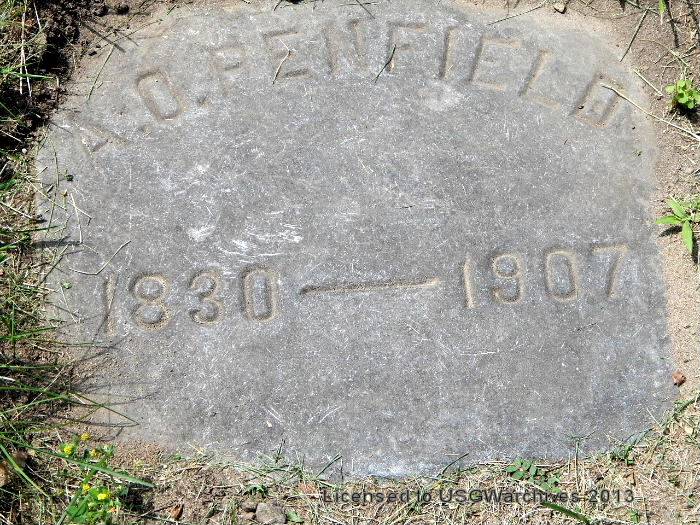 A.O. PENFIELD
1830 — 1907
Licensed to USGWarchives 2013